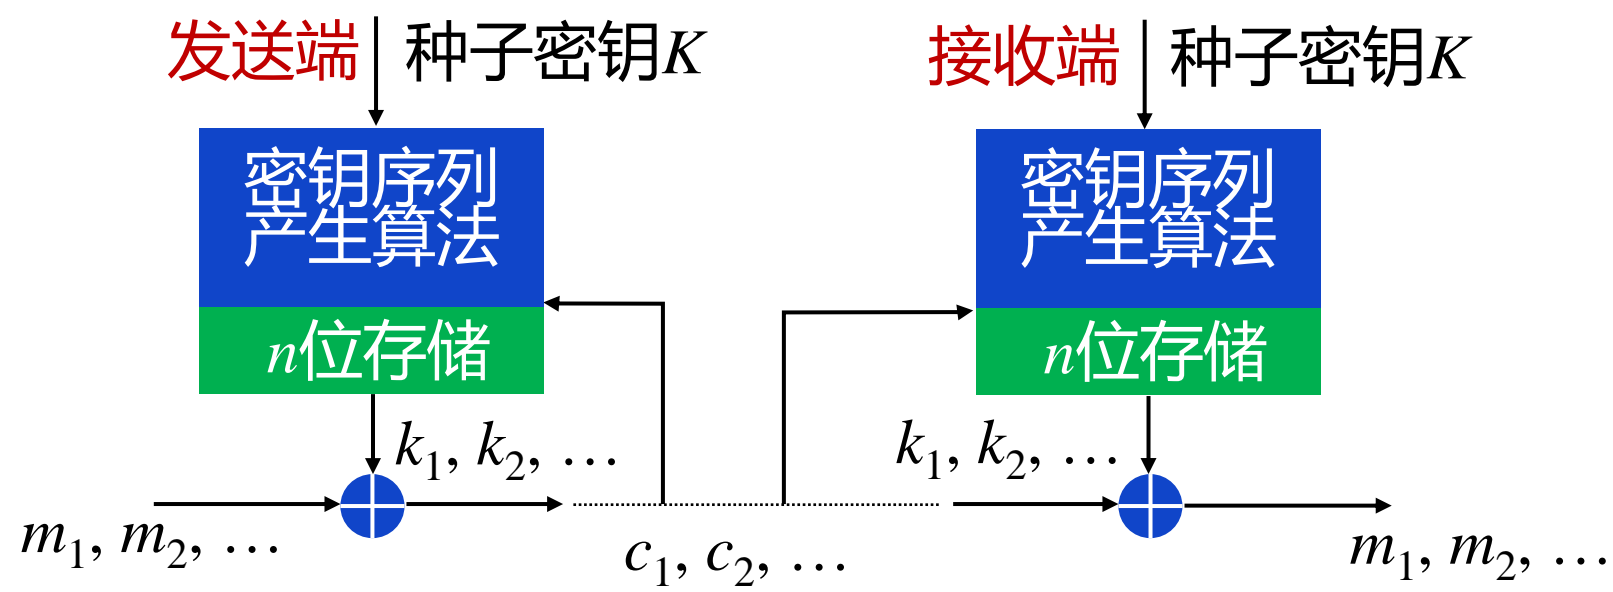 发送端 种子密钥K
接收端 种子密钥K
密钥序列
产生算法
n位存储
密钥序列
产生算法
n位存储
k1, k2, …
k1, k2, …
m1, m2, …
c1, c2, …
m1, m2, …